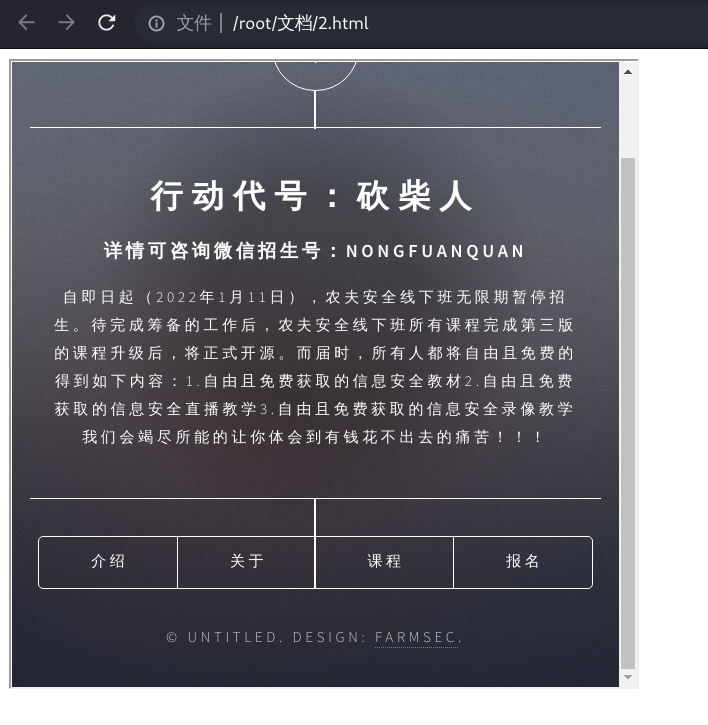 文件 | /root/文档/2.html
行动代号：砍柴人
详情可咨询微信招生号：NONGFUANQUAN
自即日起（2022年1月11日），农夫安全线下班无限期暂停招
生。待完成筹备的工作后，农夫安全线下班所有课程完成第三版
的课程升级后，将正式开源。而届时，所有人都将自由且免费的
得到如下内容：1.自由且免费获取的信息安全教材2.自由且免费
获取的信息安全直播教学3.自由且免费获取的信息安全录像教学
我们会竭尽所能的让你体会到有钱花不出去的痛苦！！！
介绍 关于 课程 报名
© UNTITLED. DESIGN: FARMSEC.